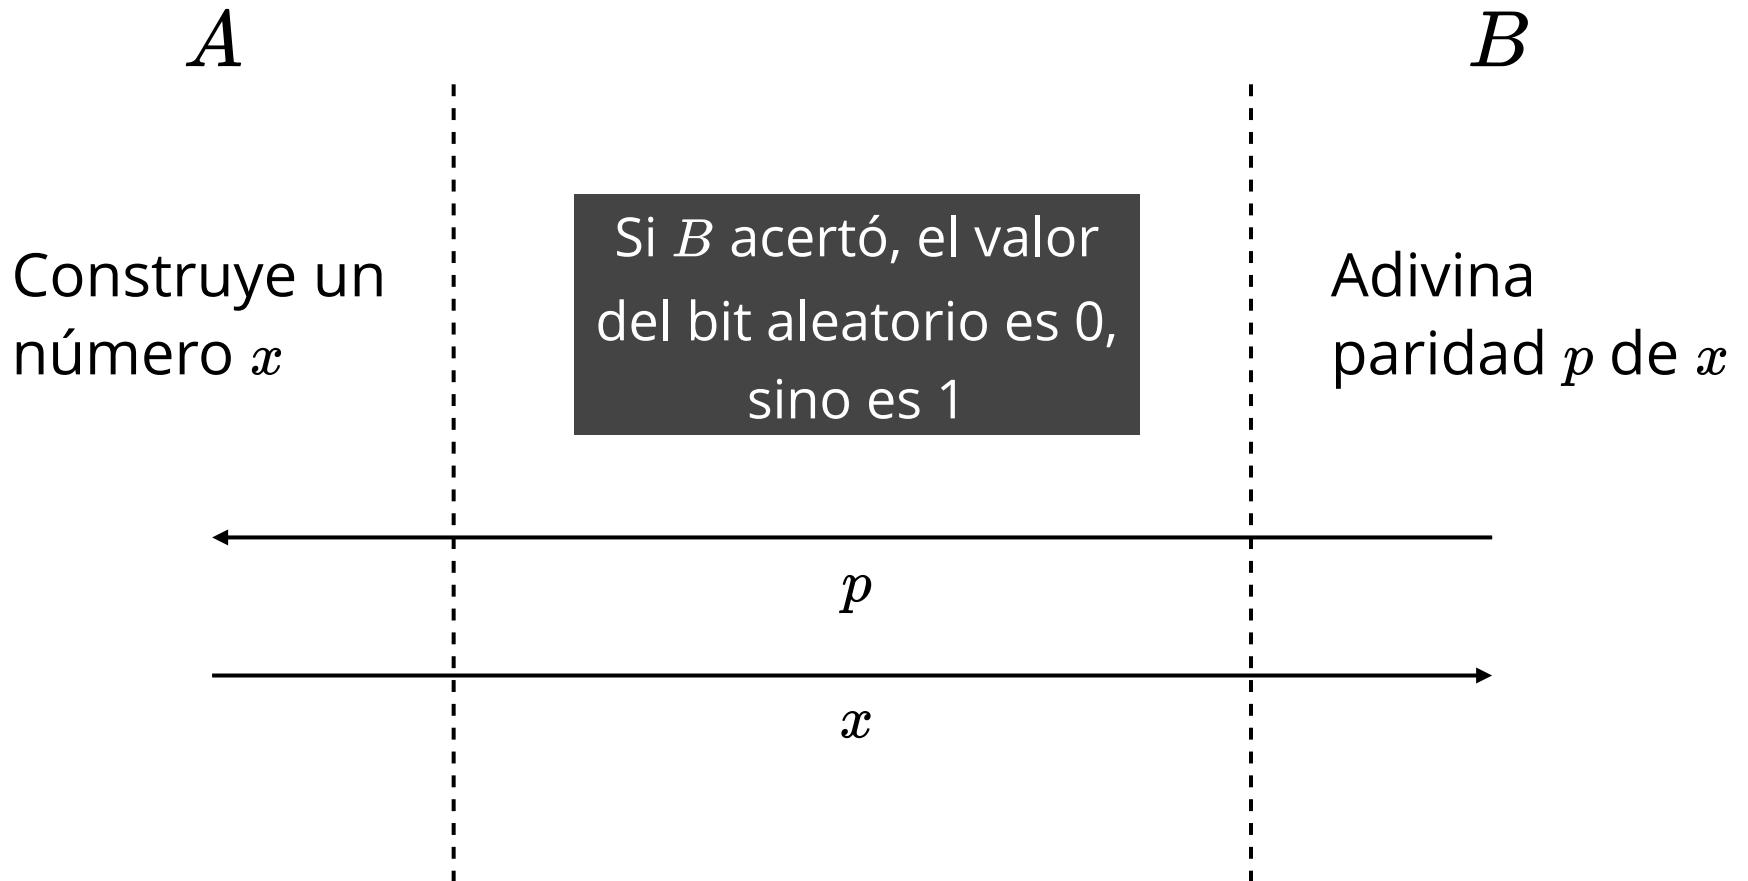 A
B
Construye un
número x
Si B acertó, el valor
del bit aleatorio es 0,
sino es 1
Adivina
paridad p de x
p
x